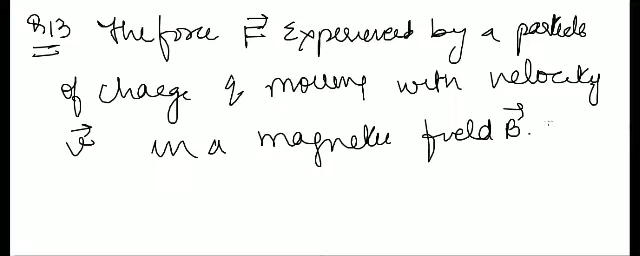 Q13 The force F⃗ experienced by a particle
of charge q moving with velocity
v⃗ in a magnetic field B⃗.